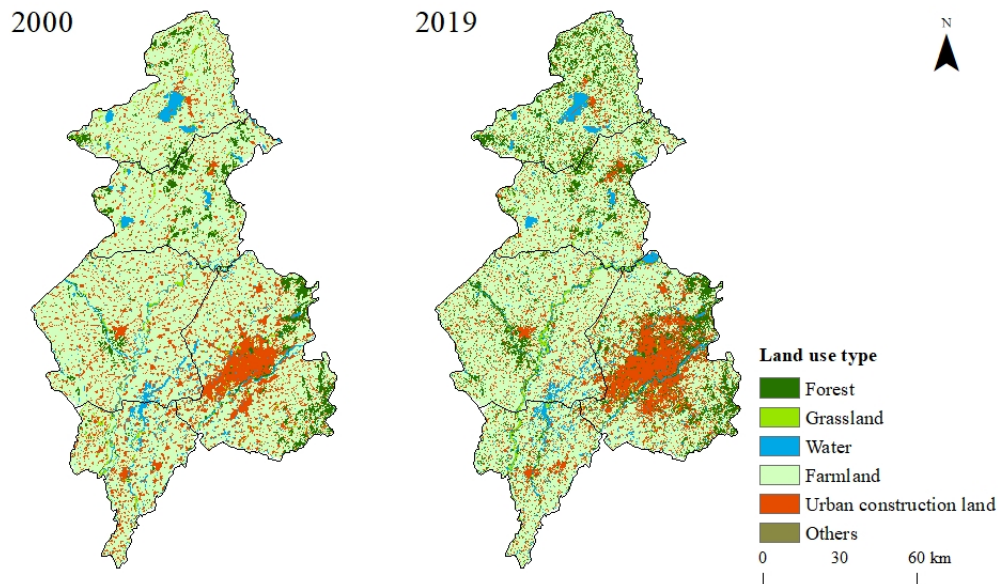 2000
2019
N
Land use type
Forest
Grassland
Water
Farmland
Urban construction land
Others
0 30 60 km